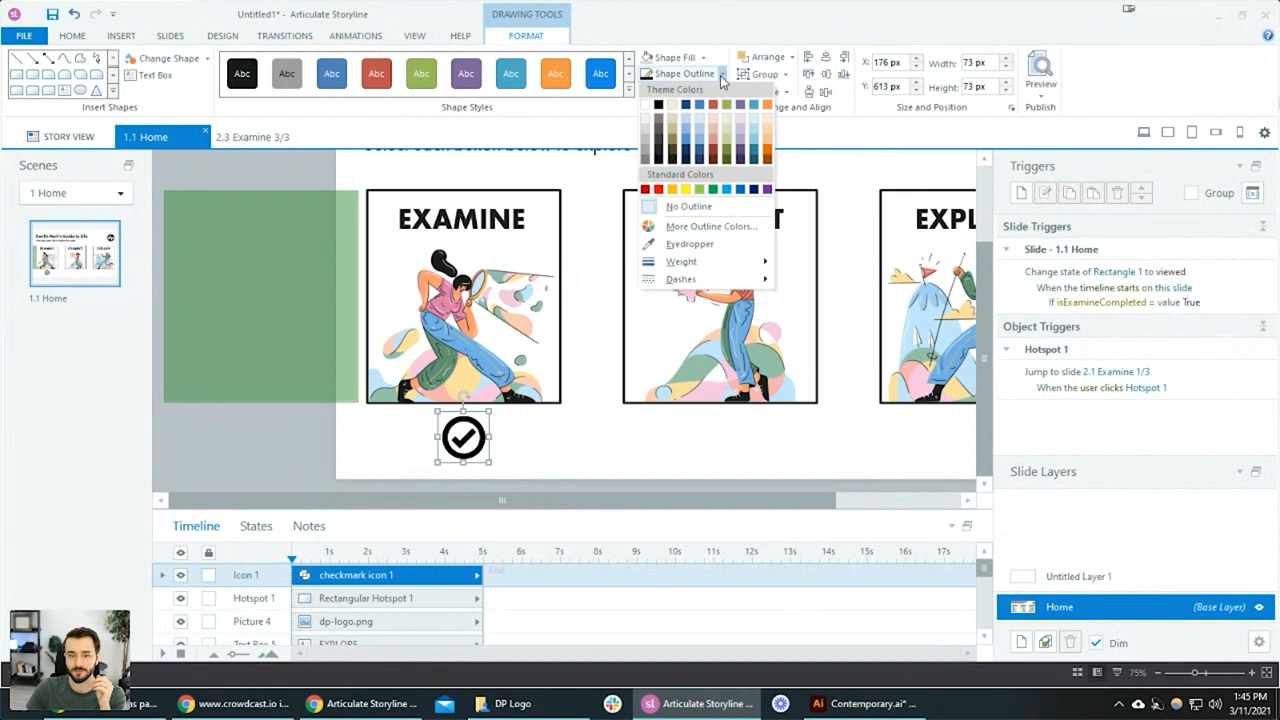 Untitled1* - Articulate Storyline
DRAWING TOOLS
FILE HOME INSERT SLIDES DESIGN TRANSITIONS ANIMATIONS VIEW HELP FORMAT
Change Shape
Text Box
Insert Shapes
Abc Abc Abc Abc Abc Abc Abc Abc Abc
Shape Styles
Shape Fill
Shape Outline
Theme Colors
Standard Colors
No Outline
More Outline Colors...
Eyedropper
Weight
Dashes
Arrange
Group
and Align
X: 176 px Width: 73 px
Y: 613 px Height: 73 px
Size and Position
Preview
Publish
STORY VIEW 1.1 Home 2.3 Examine 3/3
Scenes
1 Home
1.1 Home
EXAMINE
T
EXPL
Triggers
Group
Slide Triggers
Slide - 1.1 Home
Change state of Rectangle 1 to viewed
When the timeline starts on this slide
If isExamineCompleted = value True
Object Triggers
Hotspot 1
Jump to slide 2.1 Examine 1/3
When the user clicks Hotspot 1
Slide Layers
Untitled Layer 1
Home (Base Layer)
Dim
Timeline States Notes
1s 2s 3s 4s 5s 6s 7s 8s 9s 10s 11s 12s 13s 14s 15s 16s 17s
End
Icon 1 checkmark icon 1
Hotspot 1 Rectangular Hotspot 1
Picture 4 dp-logo.png
Text Box 5 EXPLORE
75%
www.crowdcast.io i...
Articulate Storyline ...
DP Logo
Articulate Storyline ...
Contemporary.ai* ...
1:45 PM
3/11/2021